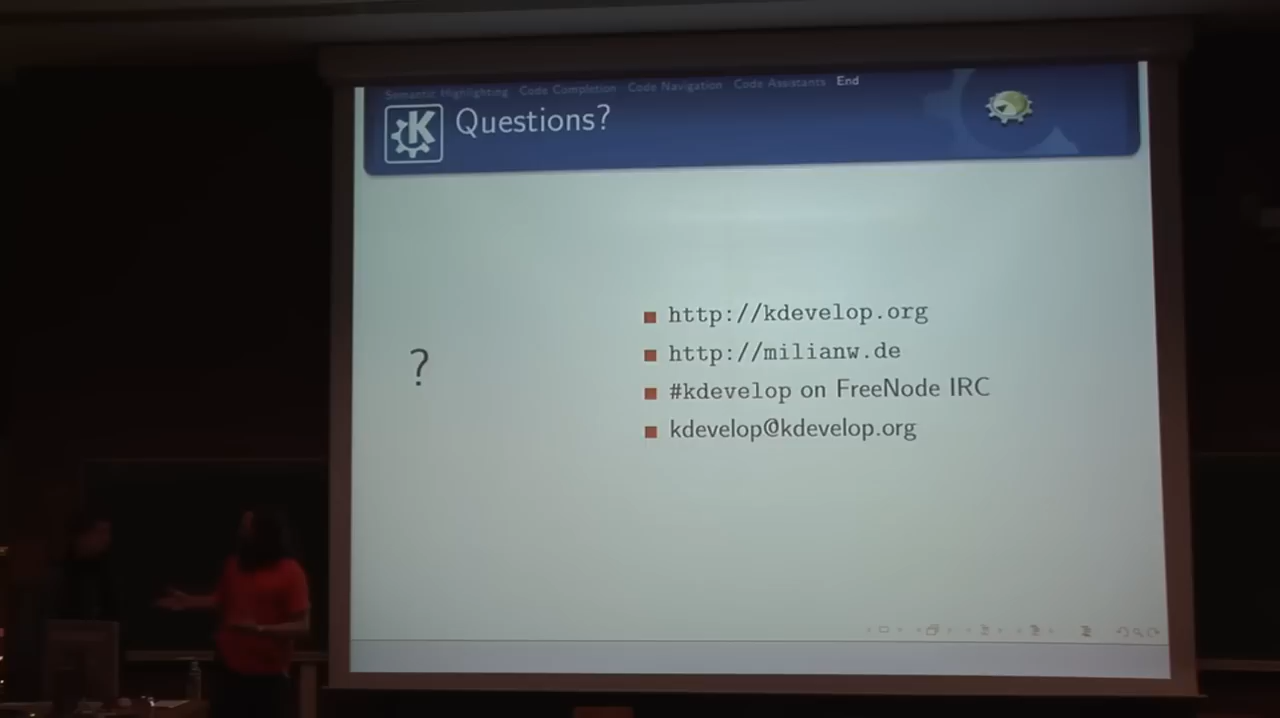 Semantic Highlighting Code Completion Code Navigation Code Assistants End
K
Questions?
?
http://kdevelop.org
http://milianw.de
#kdevelop on FreeNode IRC
kdevelop@kdevelop.org